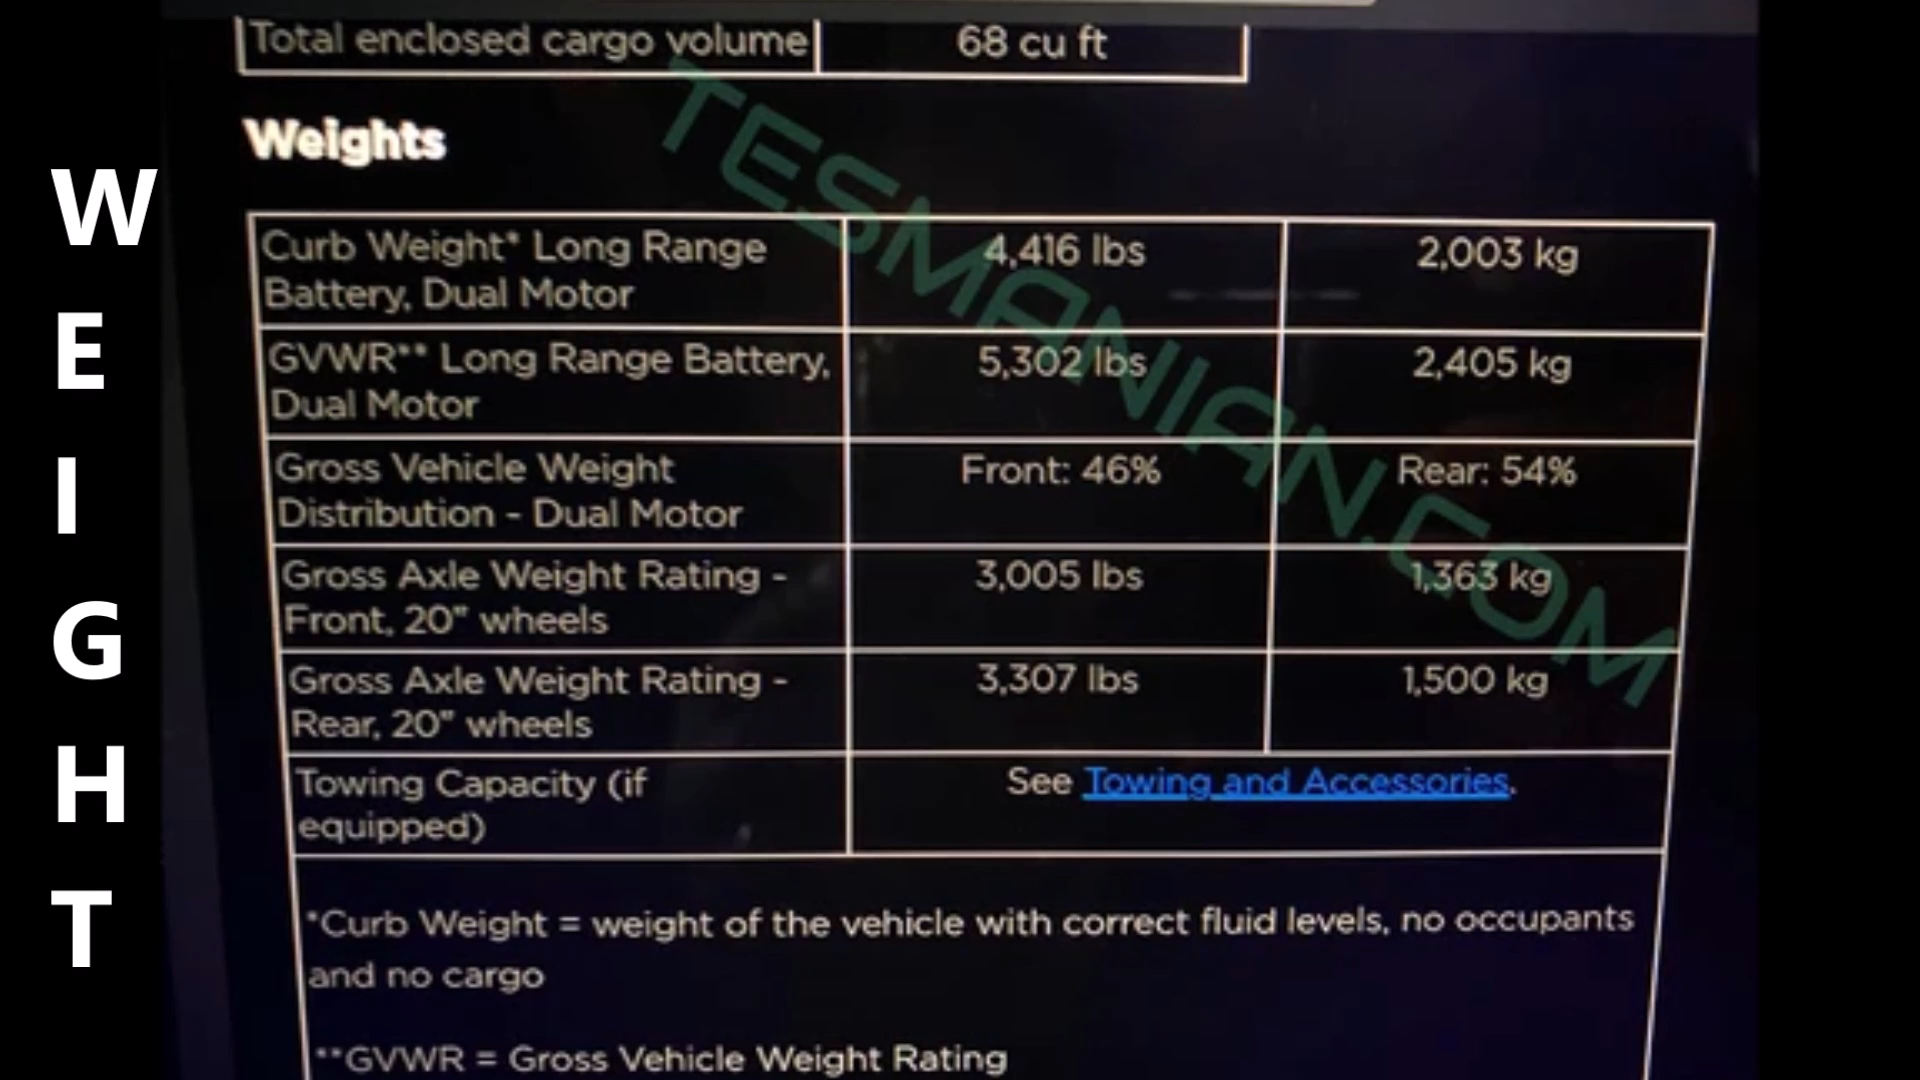 WEIGHT
Total enclosed cargo volume 68 cu ft
Weights
Curb Weight* Long Range 4,416 lbs 2,003 kg
Battery, Dual Motor
GVWR** Long Range Battery, 5,302 lbs 2,405 kg
Dual Motor
Gross Vehicle Weight Front: 46% Rear: 54%
Distribution - Dual Motor
Gross Axle Weight Rating - 3,005 lbs 1,363 kg
Front, 20" wheels
Gross Axle Weight Rating - 3,307 lbs 1,500 kg
Rear, 20" wheels
Towing Capacity (if See Towing and Accessories.
equipped)
*Curb Weight = weight of the vehicle with correct fluid levels, no occupants
and no cargo
**GVWR = Gross Vehicle Weight Rating
TESMANIAN.COM